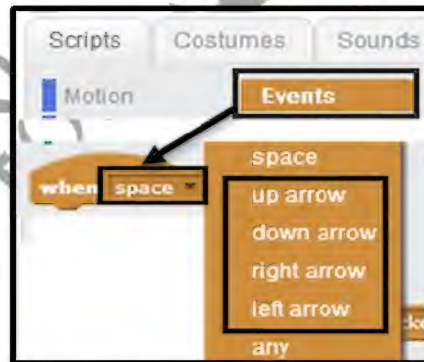 Scripts Costumes Sounds
Motion Events
when space
space
up arrow
down arrow
right arrow
left arrow
any